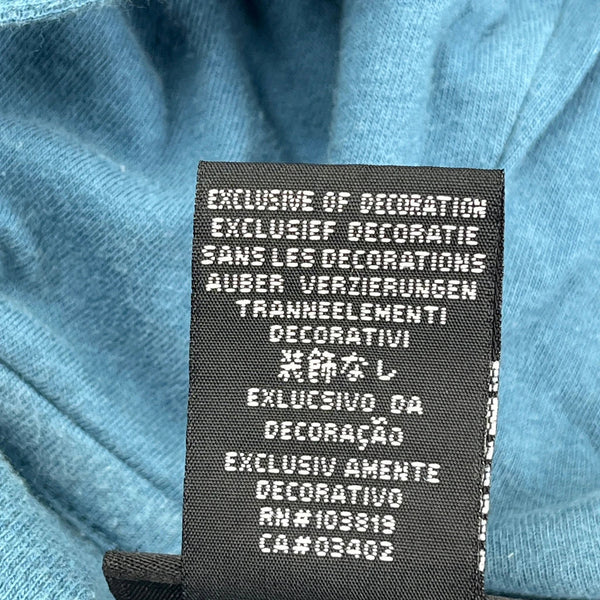 EXCLUSIVE OF DECORATION
EXCLUSIEF DECORATIE
SANS LES DECORATIONS
AUBER VERZIERUNGEN
TRANNEELEMENTI
DECORATIVI
装飾なし
EXLUCSIVO DA
DECORAÇÃO
EXCLUSIV AMENTE
DECORATIVO
RN#103819
CA#03402